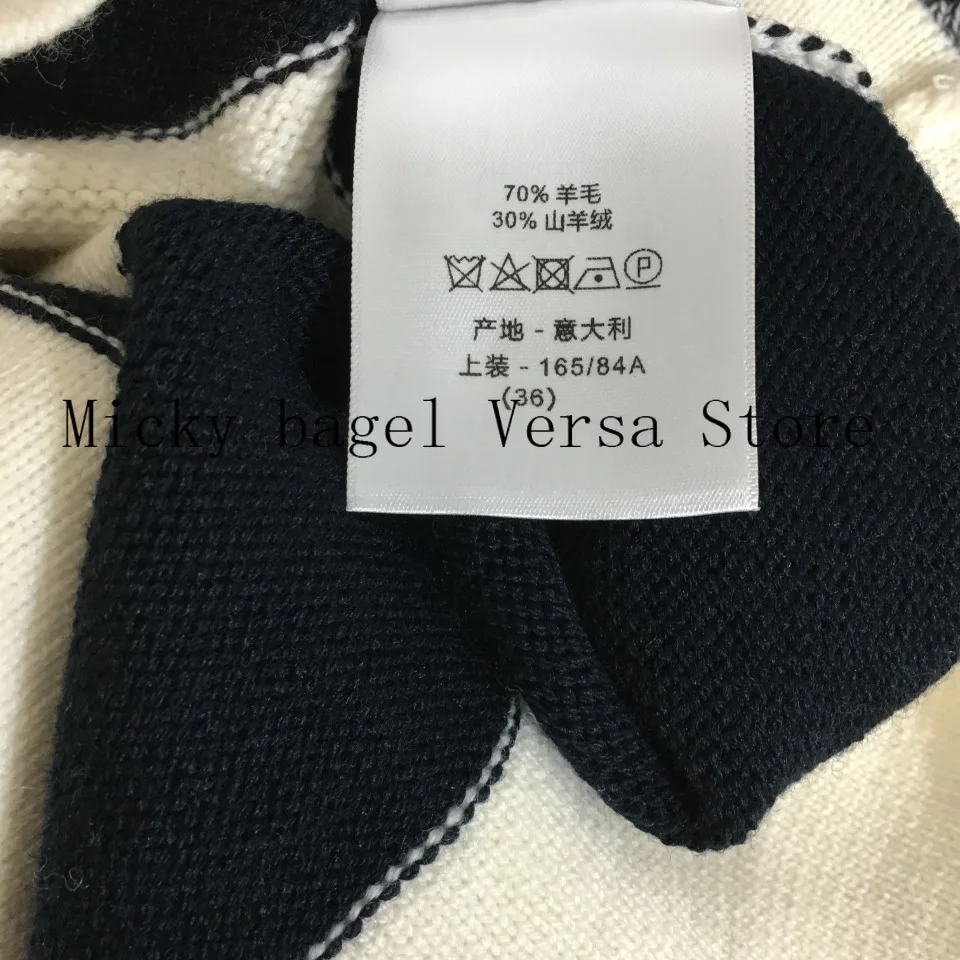 70% 羊毛
30% 山羊绒
P
产地 - 意大利
上装 - 165/84A
(36)
Micky bagel Versa Store